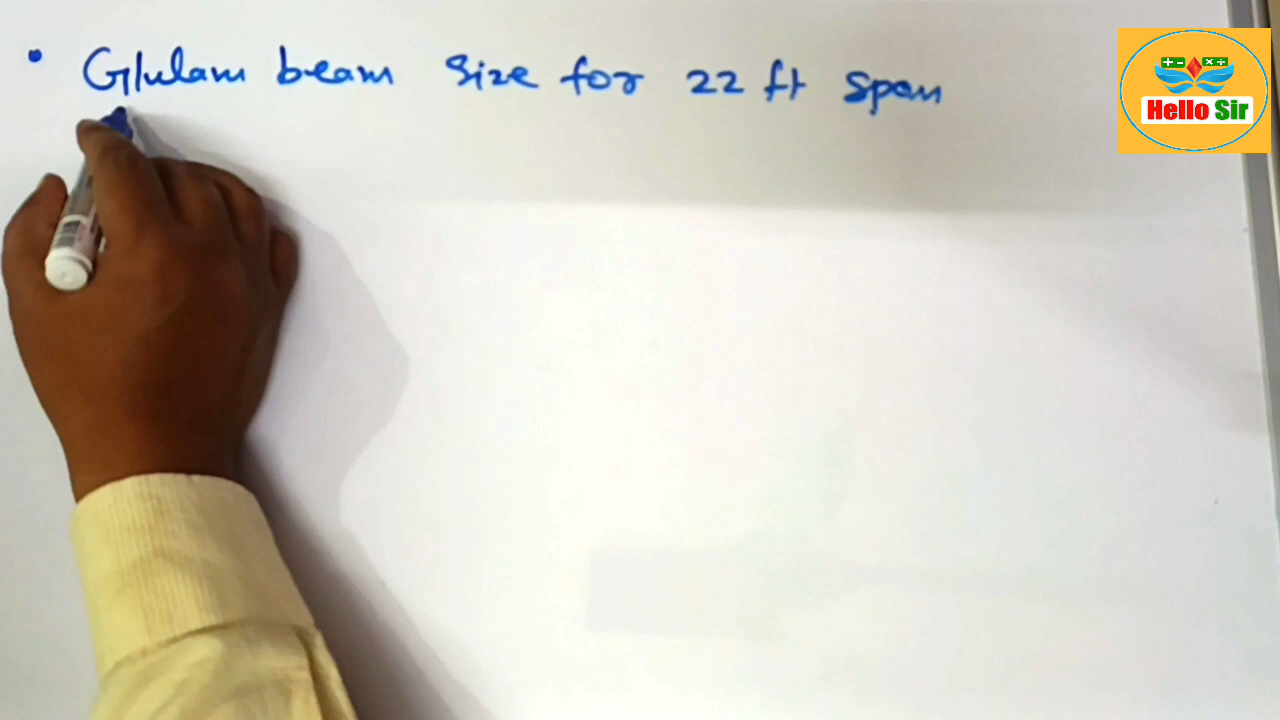 • Glulam beam size for 22 ft span
+ - × ÷
Hello Sir